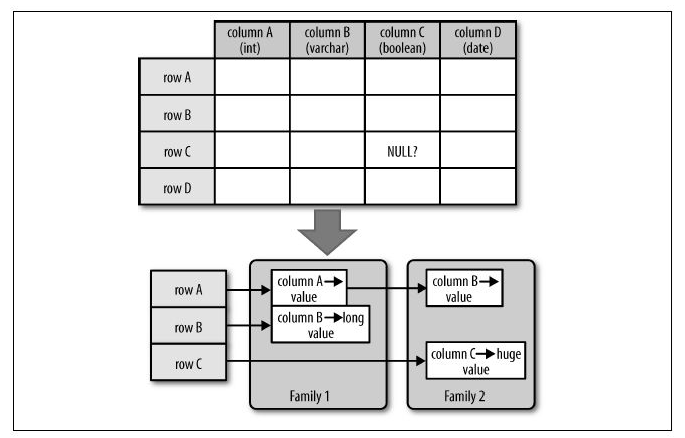 column A column B column C column D
(int) (varchar) (boolean) (date)
row A
row B
row C NULL?
row D
row A column A→ value column B→ value
row B column B→long value
row C column C→huge value
Family 1 Family 2